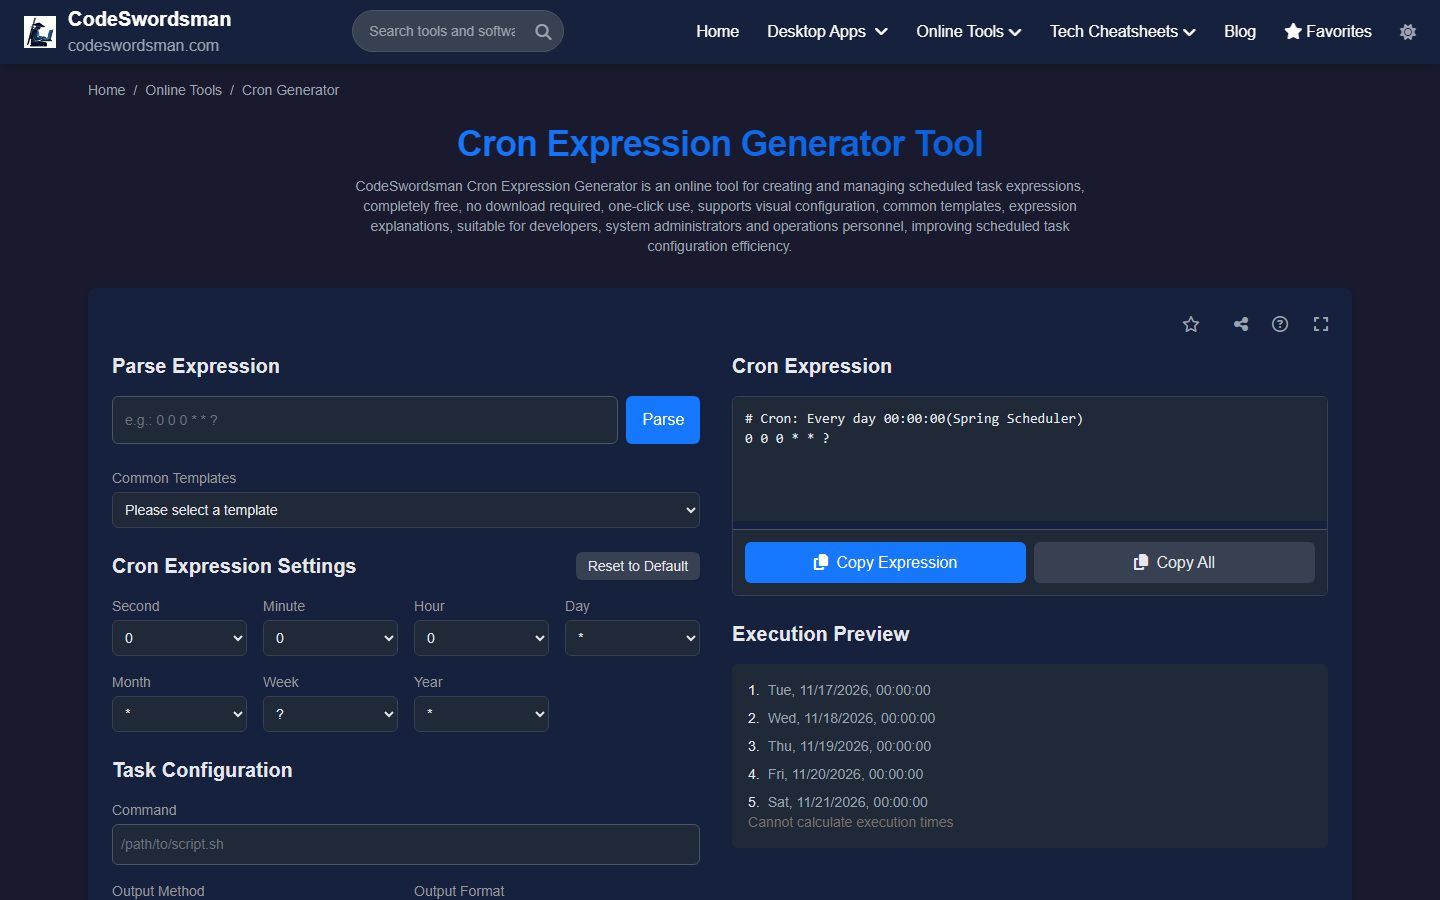 CodeSwordsman
codeswordsman.com
Search tools and softwa
Home
Desktop Apps
Online Tools
Tech Cheatsheets
Blog
Favorites
Home / Online Tools / Cron Generator
Cron Expression Generator Tool
CodeSwordsman Cron Expression Generator is an online tool for creating and managing scheduled task expressions,
completely free, no download required, one-click use, supports visual configuration, common templates, expression
explanations, suitable for developers, system administrators and operations personnel, improving scheduled task
configuration efficiency.
Parse Expression
e.g.: 0 0 0 * * ?
Parse
Common Templates
Please select a template
Cron Expression Settings
Reset to Default
Second Minute Hour Day
0 0 0 *
Month Week Year
* ? *
Task Configuration
Command
/path/to/script.sh
Output Method Output Format
Cron Expression
# Cron: Every day 00:00:00(Spring Scheduler)
0 0 0 * * ?
Copy Expression
Copy All
Execution Preview
1. Tue, 11/17/2026, 00:00:00
2. Wed, 11/18/2026, 00:00:00
3. Thu, 11/19/2026, 00:00:00
4. Fri, 11/20/2026, 00:00:00
5. Sat, 11/21/2026, 00:00:00
Cannot calculate execution times